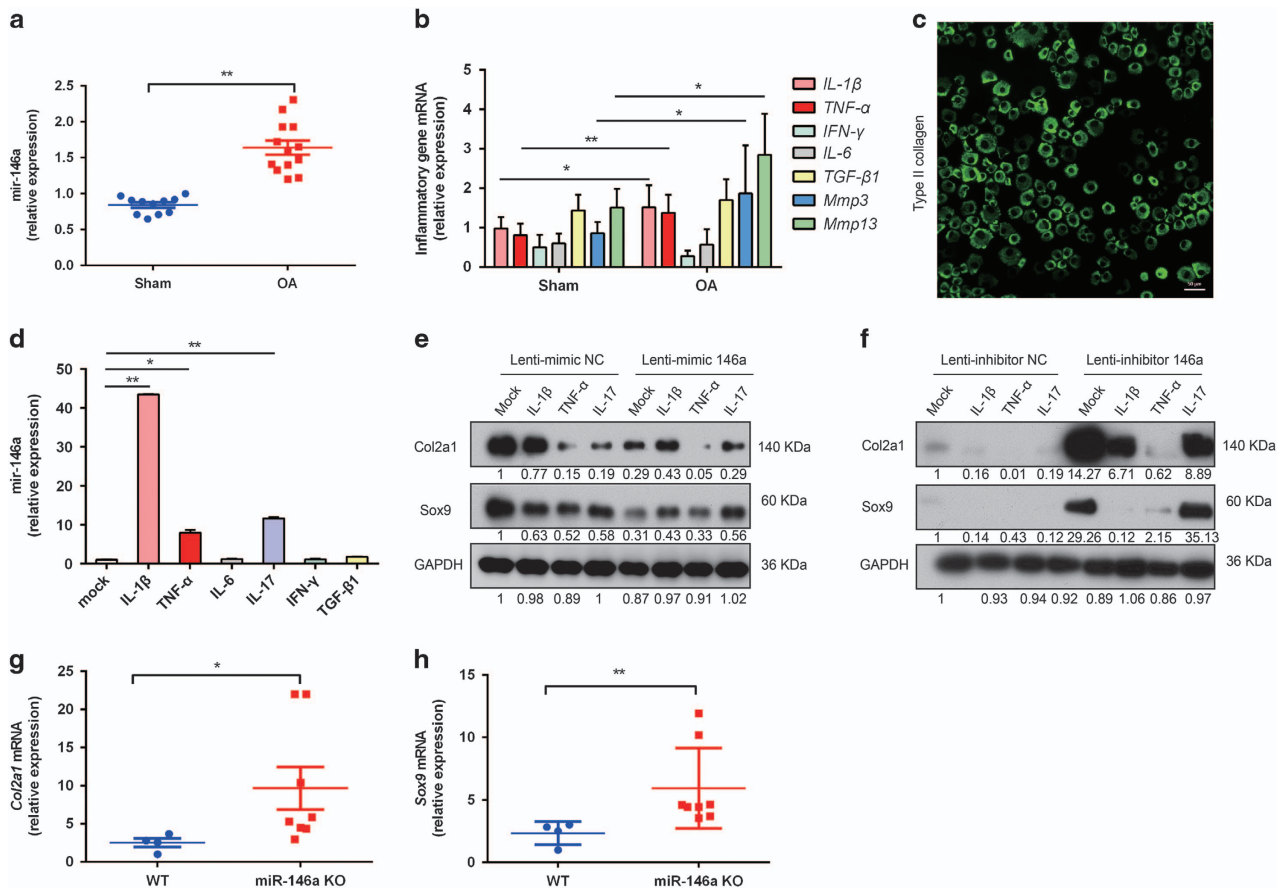 a
mir-146a
(relative expression)
2.5
2.0
1.5
1.0
0.5
0.0
**
Sham
OA
b
Inflammatory gene mRNA
(relative expression)
5
4
3
2
1
0
*
*
**
*
Sham
OA
IL-1β
TNF-α
IFN-γ
IL-6
TGF-β1
Mmp3
Mmp13
c
Type II collagen
50 μm
d
mir-146a
(relative expression)
50
40
30
20
10
0
**
*
**
mock
IL-1β
TNF-α
IL-6
IL-17
IFN-γ
TGF-β1
e
Lenti-mimic NC Lenti-mimic 146a
Mock IL-1β TNF-α IL-17 Mock IL-1β TNF-α IL-17
Col2a1 140 KDa
1 0.77 0.15 0.19 0.29 0.43 0.05 0.29
Sox9 60 KDa
1 0.63 0.52 0.58 0.31 0.43 0.33 0.56
GAPDH 36 KDa
1 0.98 0.89 1 0.87 0.97 0.91 1.02
f
Lenti-inhibitor NC Lenti-inhibitor 146a
Mock IL-1β TNF-α IL-17 Mock IL-1β TNF-α IL-17
Col2a1 140 KDa
1 0.16 0.01 0.19 14.27 6.71 0.62 8.89
Sox9 60 KDa
1 0.14 0.43 0.12 29.26 0.12 2.15 35.13
GAPDH 36 KDa
1 0.93 0.94 0.92 0.89 1.06 0.86 0.97
g
Col2a1 mRNA
(relative expression)
25
20
15
10
5
0
*
WT
miR-146a KO
h
Sox9 mRNA
(relative expression)
15
10
5
0
**
WT
miR-146a KO